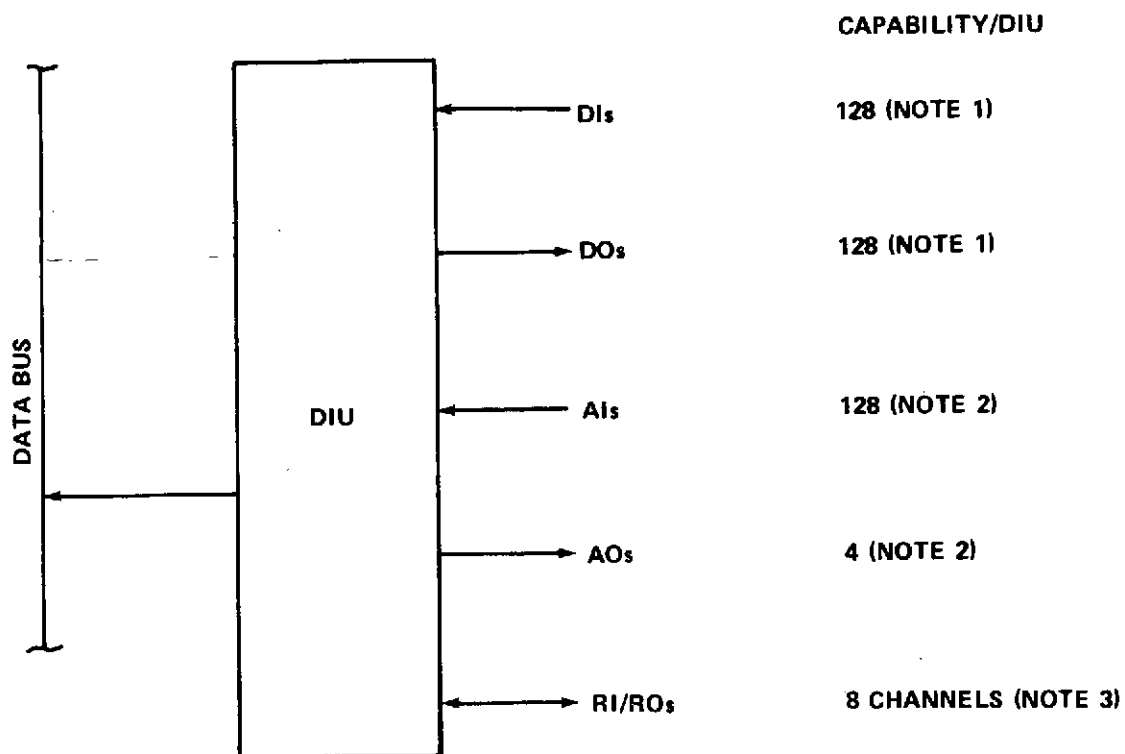 CAPABILITY/DIU
DIs 128 (NOTE 1)
DOs 128 (NOTE 1)
DATA BUS
DIU
AIs 128 (NOTE 2)
AOs 4 (NOTE 2)
RI/ROs 8 CHANNELS (NOTE 3)